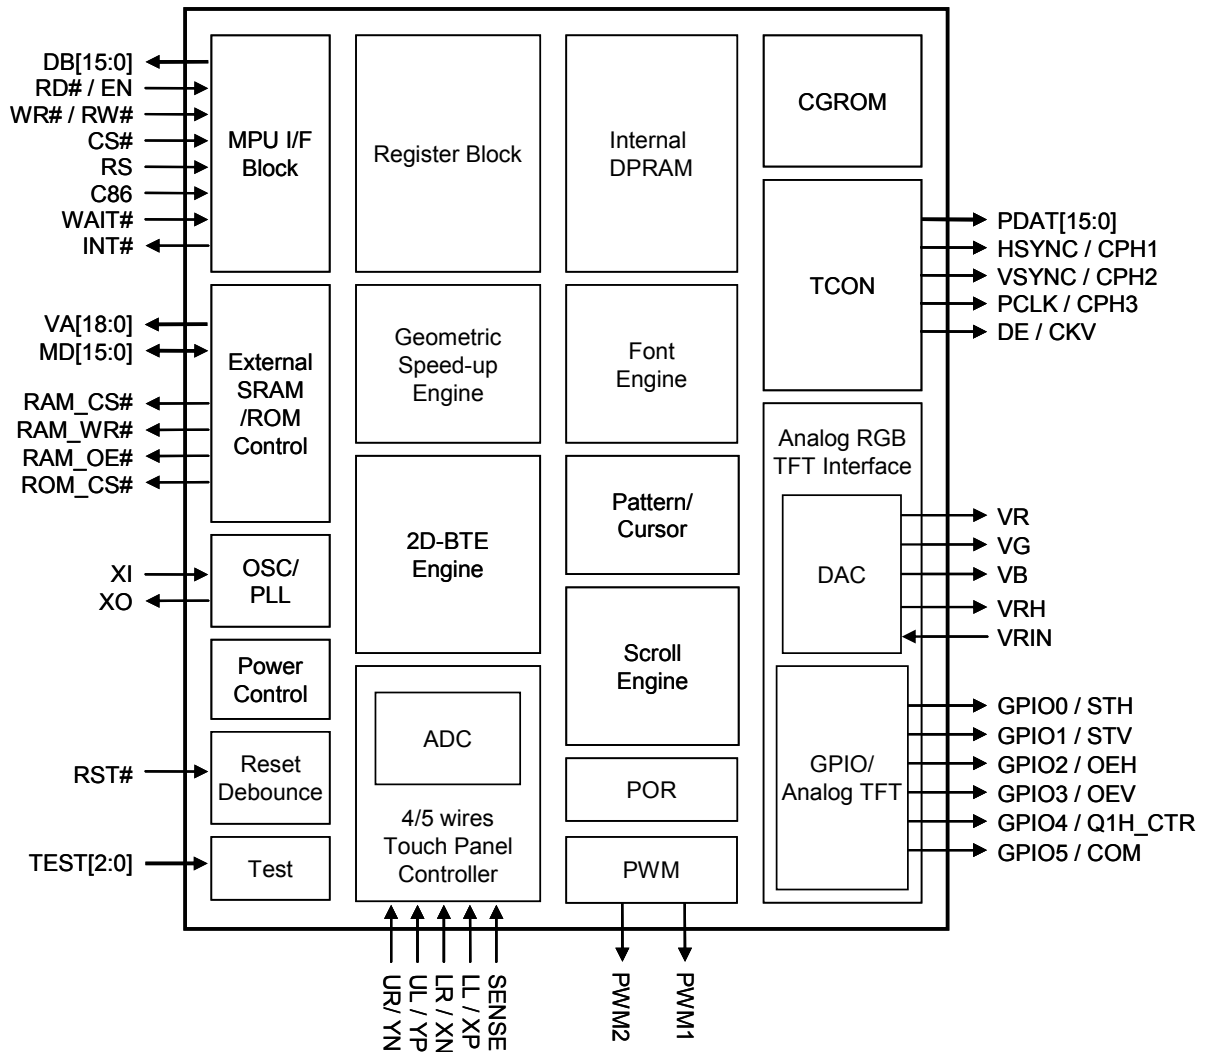 DB[15:0]
RD# / EN
WR# / RW#
CS#
RS
C86
WAIT#
INT#
VA[18:0]
MD[15:0]
RAM_CS#
RAM_WR#
RAM_OE#
ROM_CS#
XI
XO
RST#
TEST[2:0]
MPU I/F
Block
External
SRAM
/ROM
Control
OSC/
PLL
Power
Control
Reset
Debounce
Test
Register Block
Geometric
Speed-up
Engine
2D-BTE
Engine
ADC
4/5 wires
Touch Panel
Controller
Internal
DPRAM
Font
Engine
Pattern/
Cursor
Scroll
Engine
POR
PWM
CGROM
TCON
Analog RGB
TFT Interface
DAC
GPIO/
Analog TFT
PDAT[15:0]
HSYNC / CPH1
VSYNC / CPH2
PCLK / CPH3
DE / CKV
VR
VG
VB
VRH
VRIN
GPIO0 / STH
GPIO1 / STV
GPIO2 / OEH
GPIO3 / OEV
GPIO4 / Q1H_CTR
GPIO5 / COM
UR/ YN
UL / YP
LR / XN
LL / XP
SENSE
PWM2
PWM1